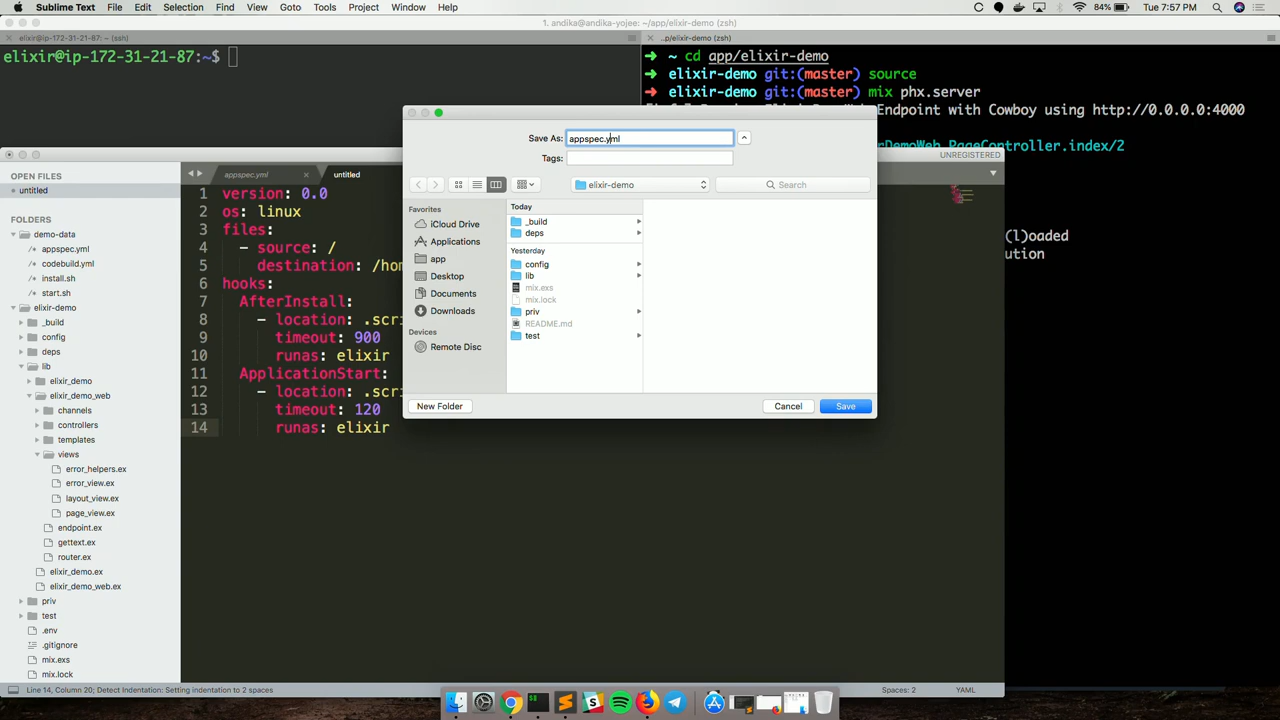 Sublime Text File Edit Selection Find View Goto Tools Project Window Help
84% Tue 7:57 PM
1. andika@andika-yojee: ~/app/elixir-demo (zsh)
elixir@ip-172-31-21-87: ~ (ssh)
..p/elixir-demo (zsh)
elixir@ip-172-31-21-87:~$
➜ ~ cd app/elixir-demo
➜ elixir-demo git:(master) source
➜ elixir-demo git:(master) mix phx.server
Endpoint with Cowboy using http://0.0.0.0:4000
PageController.index/2
(l)oaded
ution
Save As: appspec.yml
Tags:
elixir-demo
Search
Favorites
iCloud Drive
Applications
app
Desktop
Documents
Downloads
Devices
Remote Disc
Today
_build
deps
Yesterday
config
lib
mix.exs
mix.lock
priv
README.md
test
New Folder
Cancel
Save
UNREGISTERED
OPEN FILES
untitled
FOLDERS
demo-data
appspec.yml
codebuild.yml
install.sh
start.sh
elixir-demo
_build
config
deps
lib
elixir_demo
elixir_demo_web
channels
controllers
templates
views
error_helpers.ex
error_view.ex
layout_view.ex
page_view.ex
endpoint.ex
gettext.ex
router.ex
elixir_demo.ex
elixir_demo_web.ex
priv
test
.env
.gitignore
mix.exs
mix.lock
appspec.yml
untitled
1 version: 0.0
2 os: linux
3 files:
4 - source: /
5 destination: /hom
6 hooks:
7 AfterInstall:
8 - location: .scri
9 timeout: 900
10 runas: elixir
11 ApplicationStart:
12 - location: .scri
13 timeout: 120
14 runas: elixir
Line 14, Column 20; Detect Indentation: Setting indentation to 2 spaces
Spaces: 2
YAML